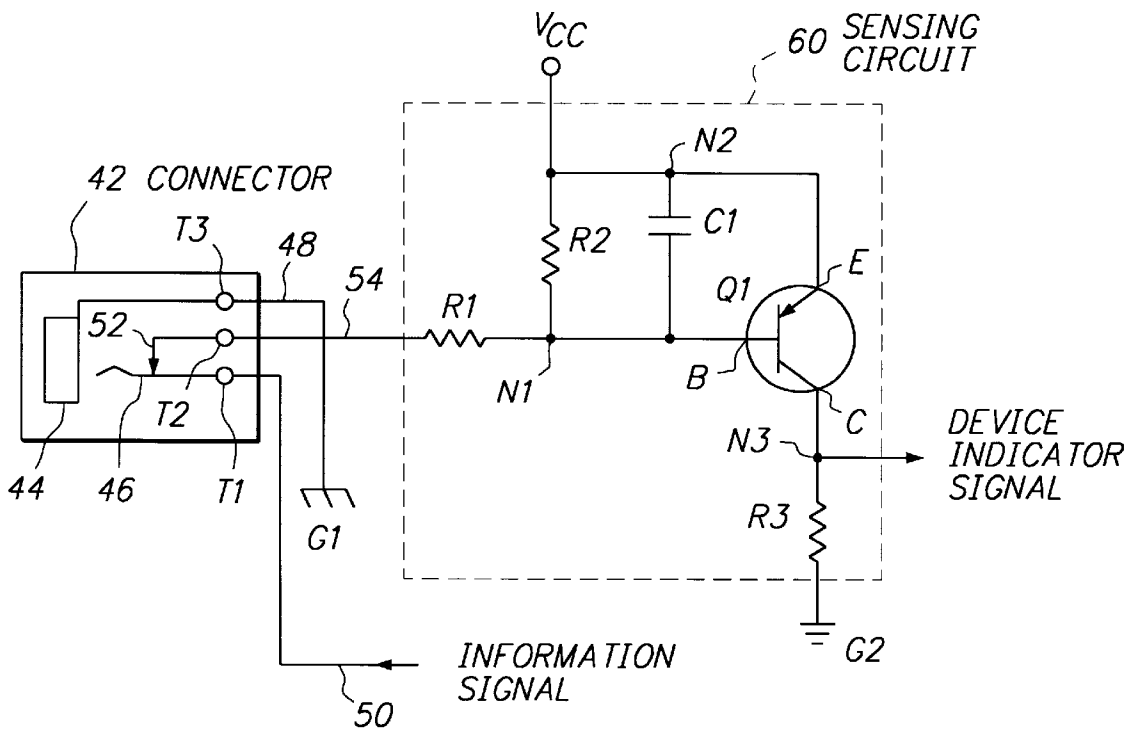 60 SENSING
CIRCUIT
VCC
N2
42 CONNECTOR
T3
48
C1
R2
E
54
Q1
R1
52
B
N1
T2
C
DEVICE
INDICATOR
SIGNAL
N3
44
46
T1
R3
G1
G2
INFORMATION
SIGNAL
50